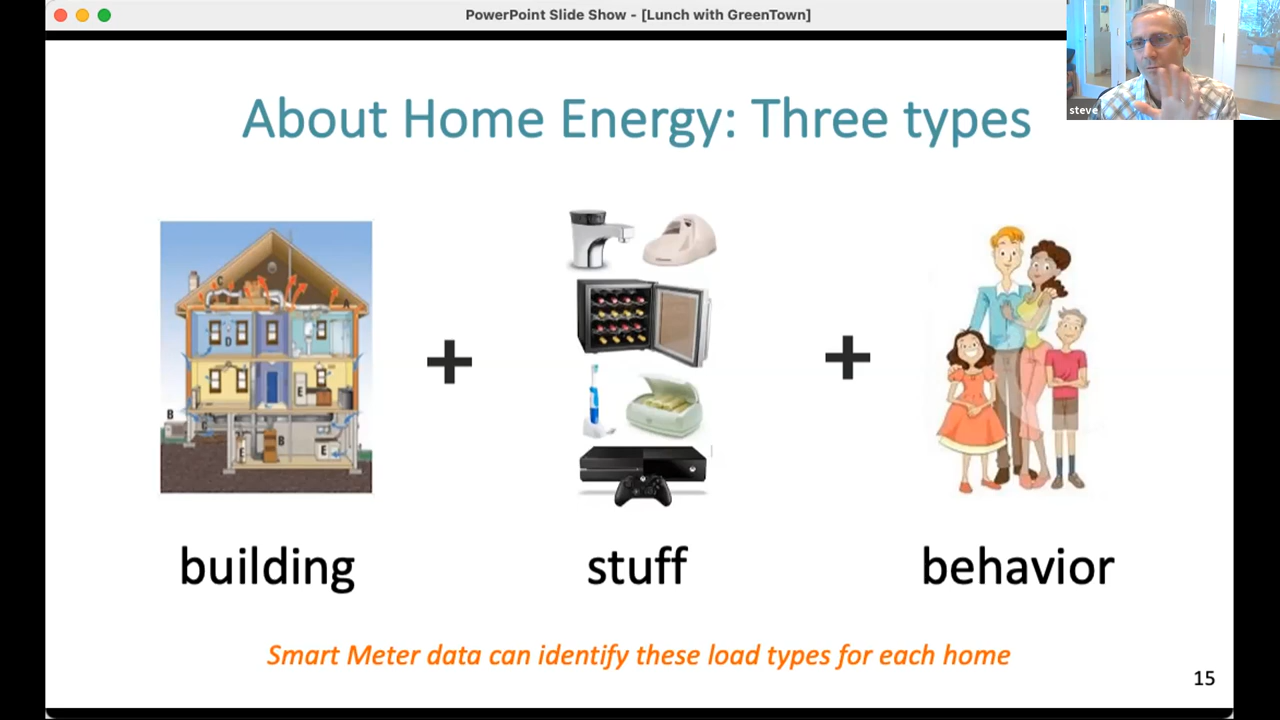 PowerPoint Slide Show - [Lunch with GreenTown]
steve
About Home Energy: Three types
C
A
D
E
B
C
B
E
E
+
+
building
stuff
behavior
Smart Meter data can identify these load types for each home
15